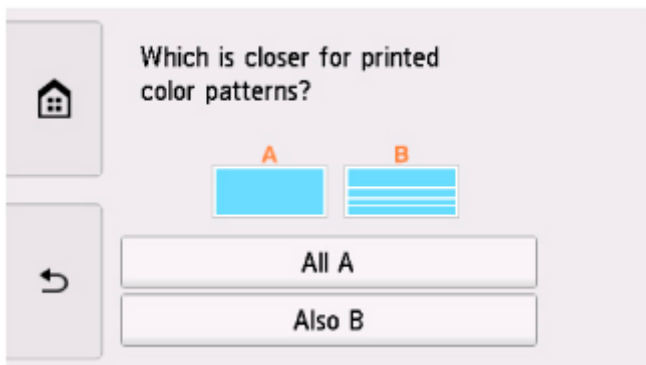 Which is closer for printed
color patterns?
A B
All A
Also B